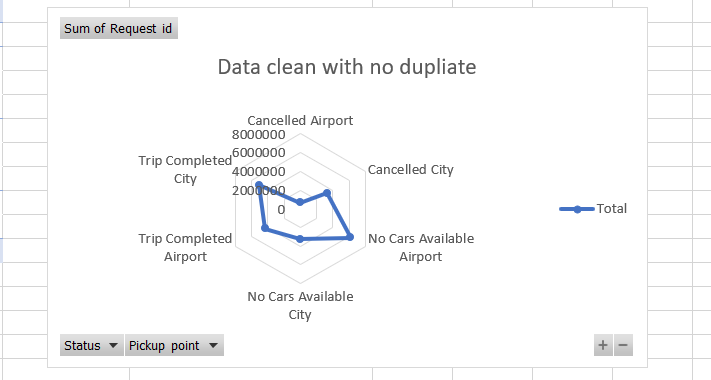 Sum of Request id
Data clean with no dupliate
Cancelled Airport
8000000
6000000
4000000
2000000
0
Cancelled City
No Cars Available
Airport
No Cars Available
City
Trip Completed
Airport
Trip Completed
City
Total
Status
Pickup point
+ −